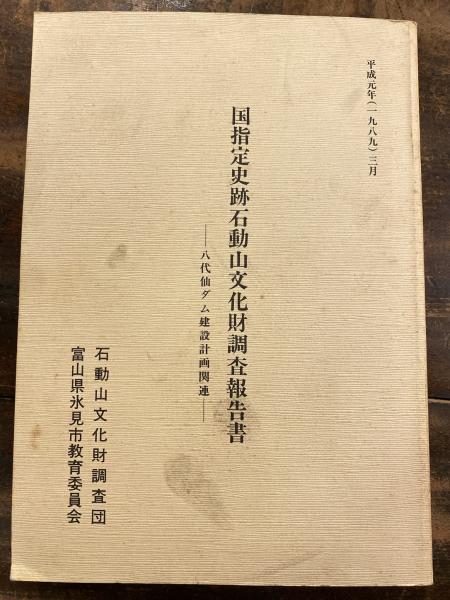 平成元年(一九八九)三月
国指定史跡石動山文化財調査報告書
——八代仙ダム建設計画関連——
石動山文化財調査団
富山県氷見市教育委員会